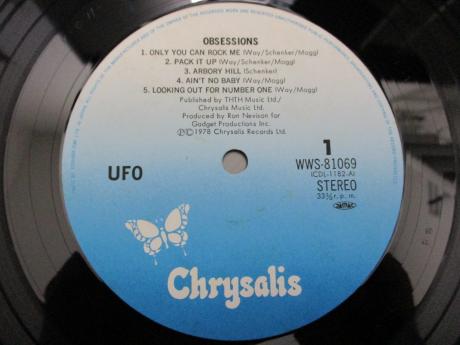 OBSESSIONS
1. ONLY YOU CAN ROCK ME (Way/Schenker/Mogg)
2. PACK IT UP (Way/Schenker/Mogg)
3. ARBORY HILL (Schenker)
4. AIN'T NO BABY (Way/Mogg)
5. LOOKING OUT FOR NUMBER ONE (Way/Mogg)
Published by THTH Music Ltd./
Chrysalis Music Ltd.
Produced by Ron Nevison for
Gadget Productions Inc.
Ⓟ© 1978 Chrysalis Records Ltd.
UFO
1
WWS-81069
(CDL-1182-A)
STEREO
33⅓ r. p. m.
Chrysalis